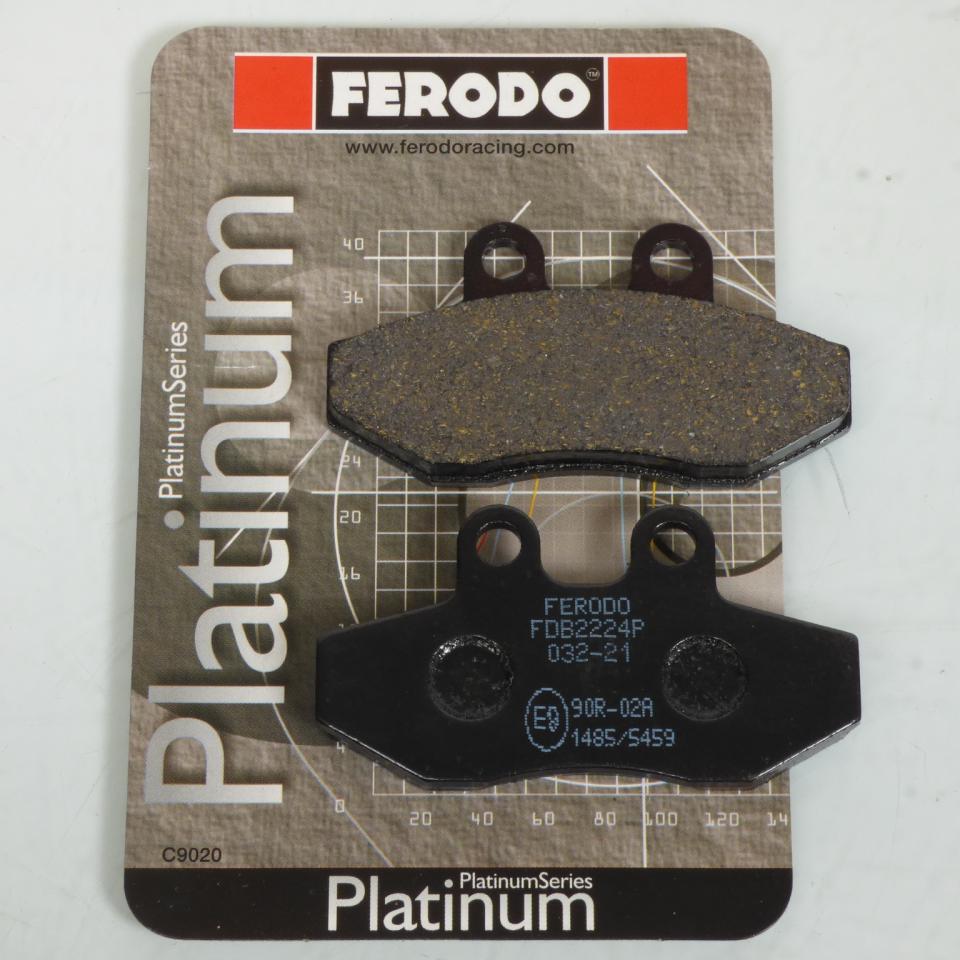 FERODO™
www.ferodoracing.com
PlatinumSeries
Platinum
40
36
24
20
16
4
0
20 40 60 80 100 120 14
FERODO
FDB2224P
032-21
90R-02A
1485/5459
C9020
PlatinumSeries
Platinum